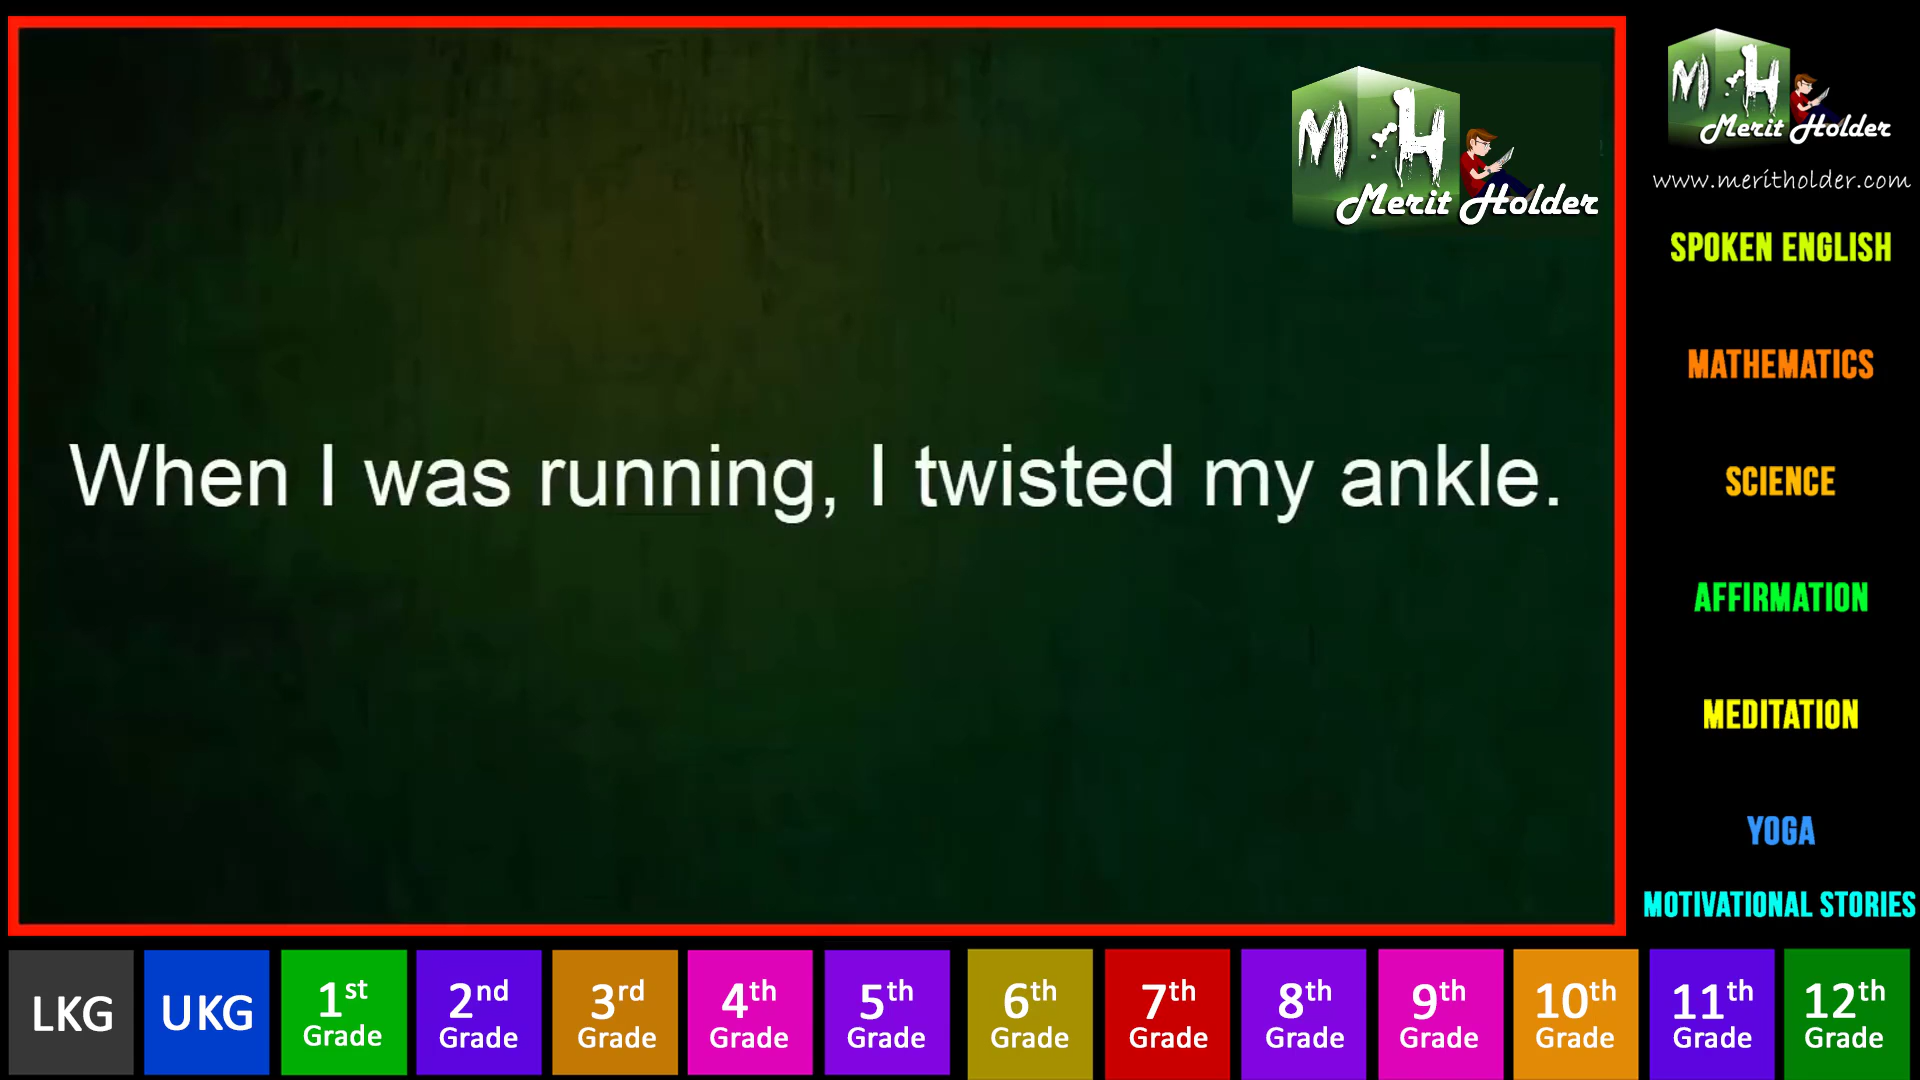 M H
Merit Holder
When I was running, I twisted my ankle.
M H
Merit Holder
www.meritholder.com
SPOKEN ENGLISH
MATHEMATICS
SCIENCE
AFFIRMATION
MEDITATION
YOGA
MOTIVATIONAL STORIES
LKG
UKG
1st
Grade
2nd
Grade
3rd
Grade
4th
Grade
5th
Grade
6th
Grade
7th
Grade
8th
Grade
9th
Grade
10th
Grade
11th
Grade
12th
Grade